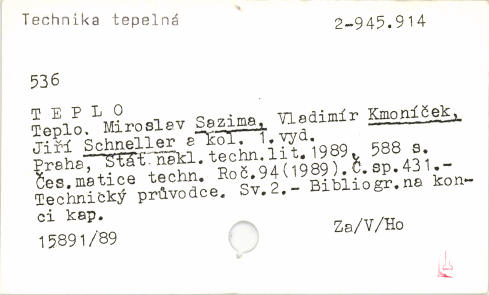 Technika tepelná 2-945.914
536
T E P L O
Teplo. Miroslav Sazima, Vladimír Kmoníček,
Jiří Schneller a kol. 1.vyd.
Praha, Stát.nakl.techn.lit.1989, 588 s.
Čes.matice techn. Roč.94(1989).Č.sp.431.-
Technický průvodce. Sv.2.- Bibliogr.na kon-
ci kap.
15891/89 Za/V/Ho